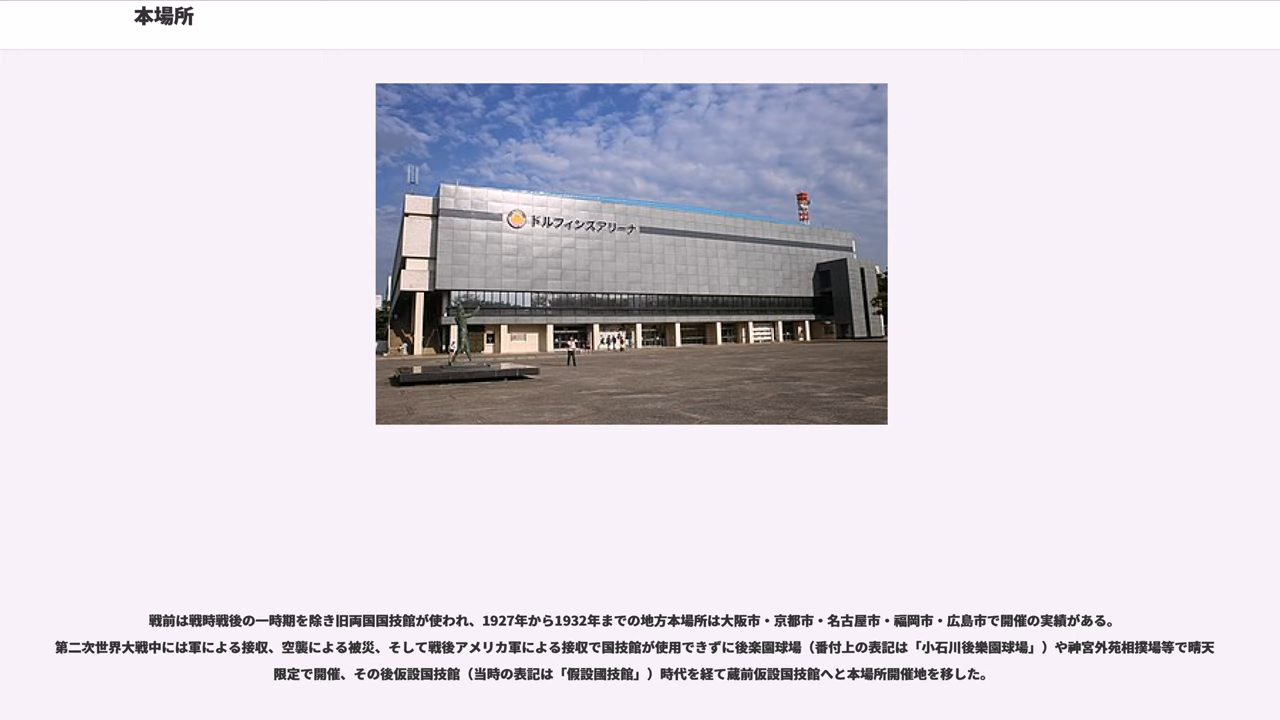 本場所
ドルフィンズアリーナ
戦前は戦時戦後の一時期を除き旧両国国技館が使われ、1927年から1932年までの地方本場所は大阪市・京都市・名古屋市・福岡市・広島市で開催の実績がある。
第二次世界大戦中には軍による接収、空襲による被災、そして戦後アメリカ軍による接収で国技館が使用できずに後楽園球場（番付上の表記は「小石川後樂園球場」）や神宮外苑相撲場等で晴天
限定で開催、その後仮設国技館（当時の表記は「假設國技館」）時代を経て蔵前仮設国技館へと本場所開催地を移した。